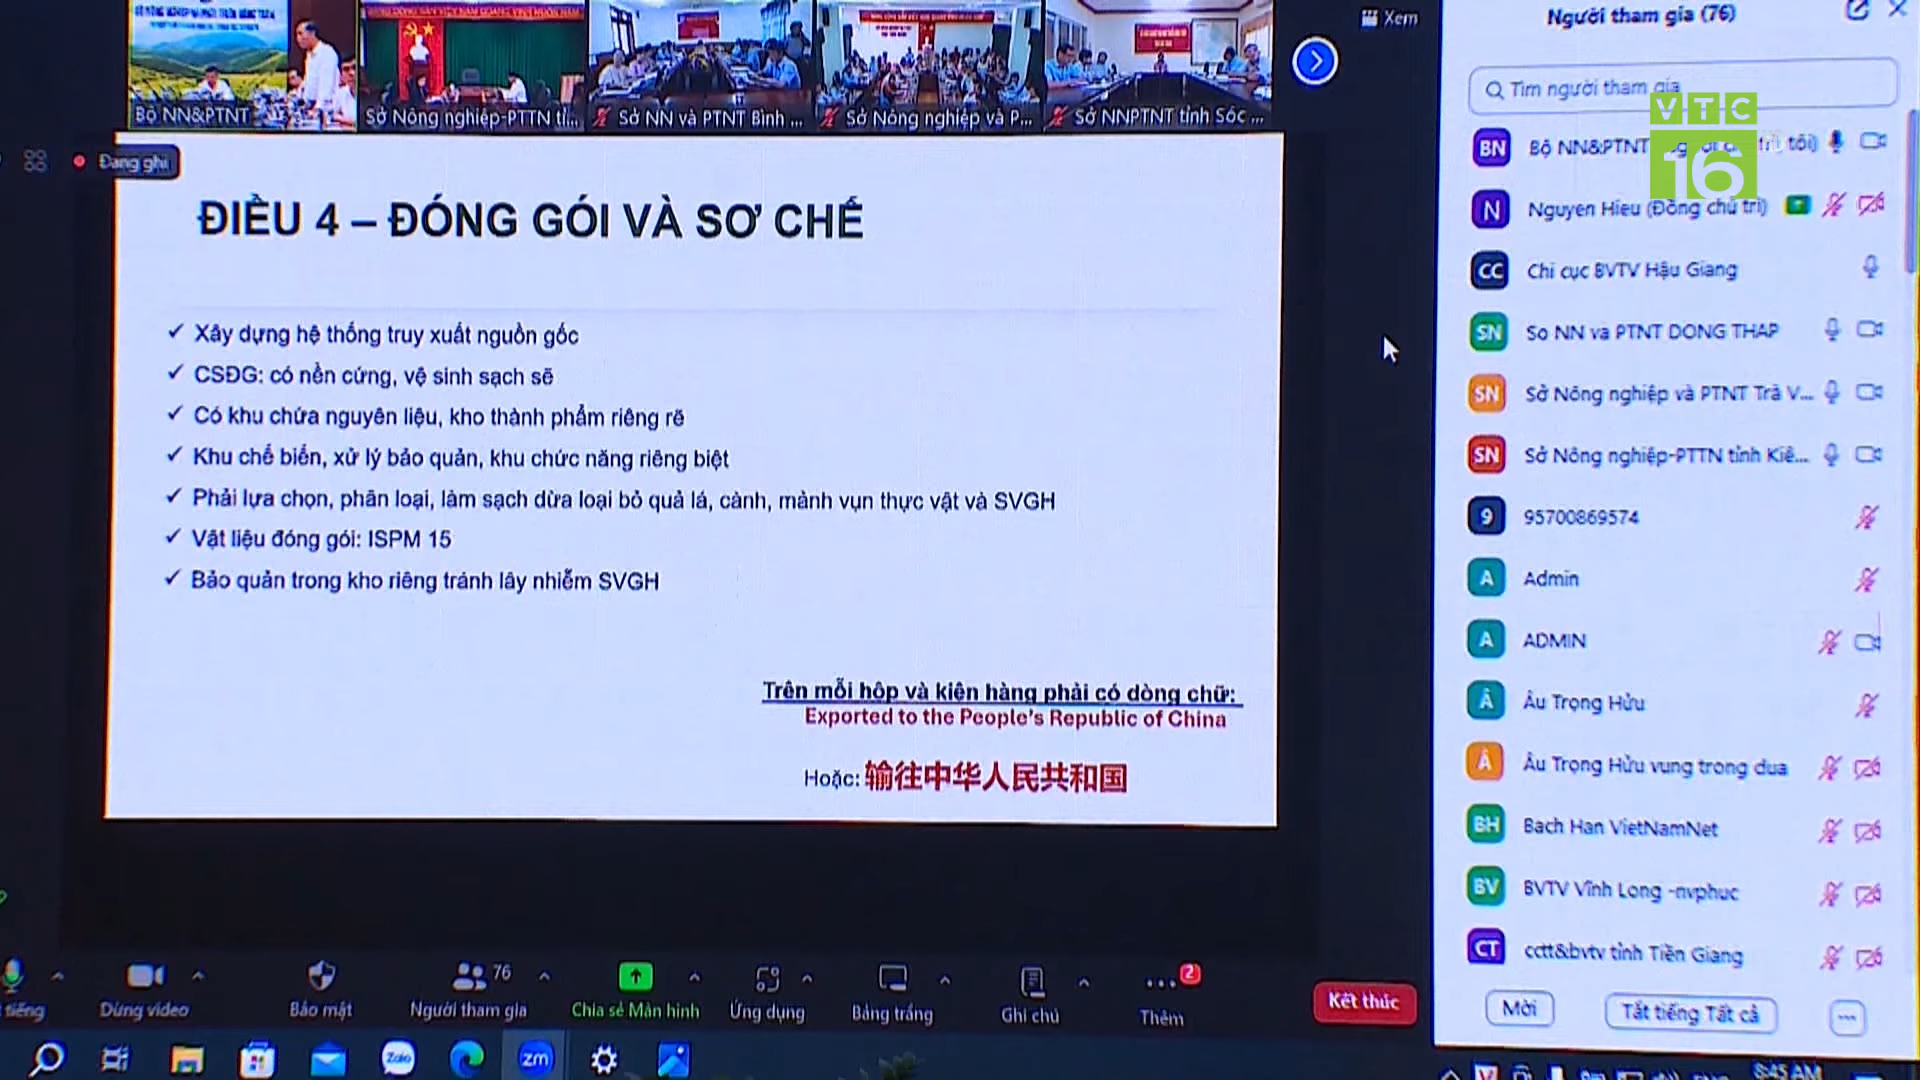 Bộ NN&PTNT
Sở Nông nghiệp-PTTN tỉ...
Sở NN và PTNT Bình ...
Sở Nông nghiệp và P...
Sở NNPTNT tỉnh Sóc ...
Xem
Đang ghi
ĐIỀU 4 – ĐÓNG GÓI VÀ SƠ CHẾ
✓ Xây dựng hệ thống truy xuất nguồn gốc
✓ CSĐG: có nền cứng, vệ sinh sạch sẽ
✓ Có khu chứa nguyên liệu, kho thành phẩm riêng rẽ
✓ Khu chế biến, xử lý bảo quản, khu chức năng riêng biệt
✓ Phải lựa chọn, phân loại, làm sạch dừa loại bỏ quả lá, cành, mảnh vụn thực vật và SVGH
✓ Vật liệu đóng gói: ISPM 15
✓ Bảo quản trong kho riêng tránh lây nhiễm SVGH
Trên mỗi hộp và kiện hàng phải có dòng chữ:
Exported to the People's Republic of China
Hoặc: 输往中华人民共和国
Người tham gia (76)
Tìm người tham gia
VTC
16
BN Bộ NN&PTNT tôi)
N Nguyen Hieu (Đồng chủ trì)
CC Chi cục BVTV Hậu Giang
SN So NN va PTNT DONG THAP
SN Sở Nông nghiệp và PTNT Trà V...
SN Sở Nông nghiệp-PTTN tỉnh Kiê...
9 95700869574
A Admin
A ADMIN
Â Âu Trọng Hửu
Â Âu Trọng Hửu vung trong dua
BH Bach Han VietNamNet
BV BVTV Vĩnh Long -nvphuc
CT cctt&bvtv tỉnh Tiền Giang
Mời
Tắt tiếng Tất cả
tiếng
Dừng video
Bảo mật
76
Người tham gia
Chia sẻ Màn hình
Ứng dụng
Bảng trắng
Ghi chú
2
Thêm
Kết thúc
Zalo
zm
8:45 AM